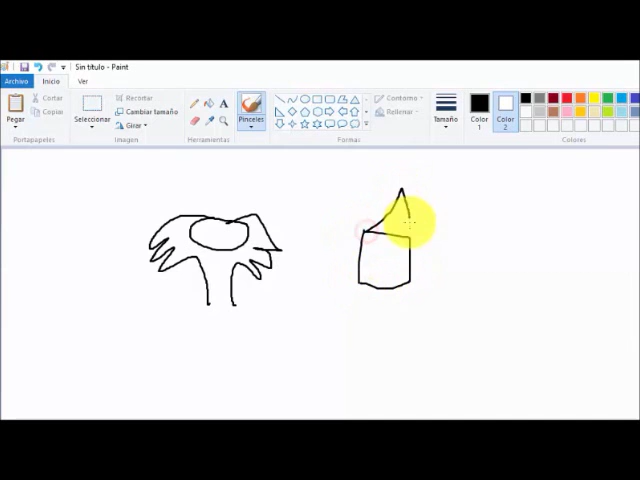 Sin título - Paint
Archivo Inicio Ver
Pegar
Cortar
Copiar
Portapapeles
Seleccionar
Recortar
Cambiar tamaño
Girar
Imagen
A
Herramientas
Pinceles
Contorno
Rellenar
Formas
Tamaño
Color 1
Color 2
Colores